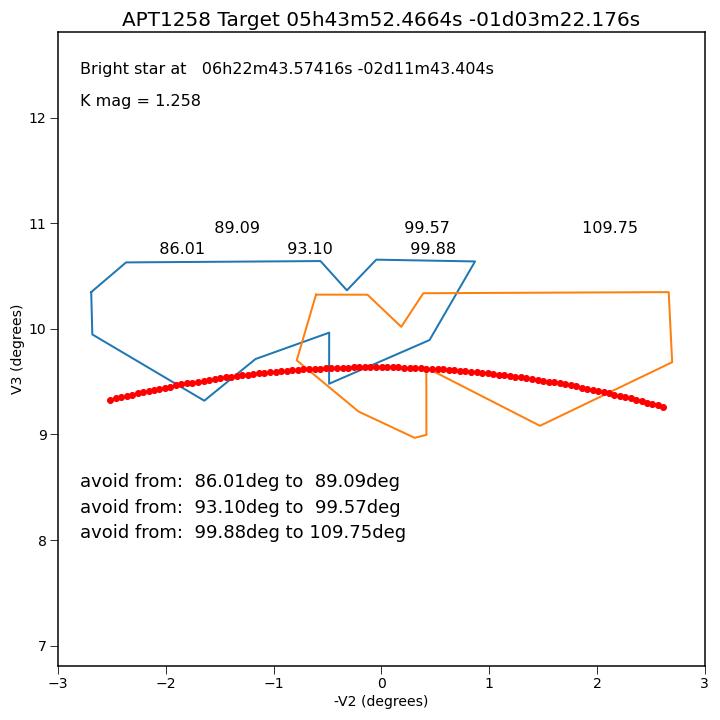 APT1258 Target 05h43m52.4664s -01d03m22.176s
Bright star at   06h22m43.57416s -02d11m43.404s
K mag = 1.258
12
11
10
9
8
7
V3 (degrees)
89.09 99.57 109.75
86.01 93.10 99.88
avoid from:  86.01deg to  89.09deg
avoid from:  93.10deg to  99.57deg
avoid from:  99.88deg to 109.75deg
−3 −2 −1 0 1 2 3
-V2 (degrees)